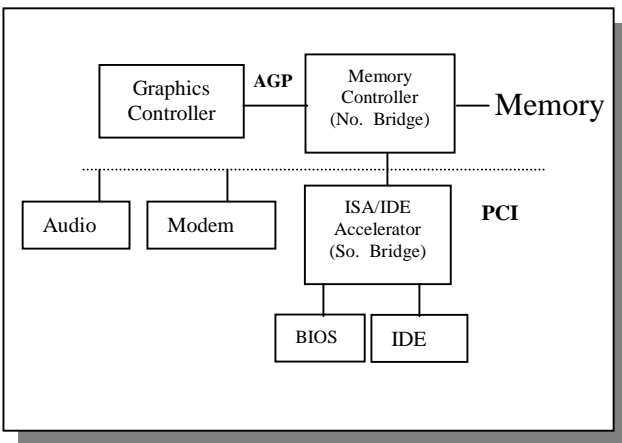 Graphics
Controller
AGP
Memory
Controller
(No. Bridge)
Memory
Audio
Modem
ISA/IDE
Accelerator
(So. Bridge)
PCI
BIOS
IDE